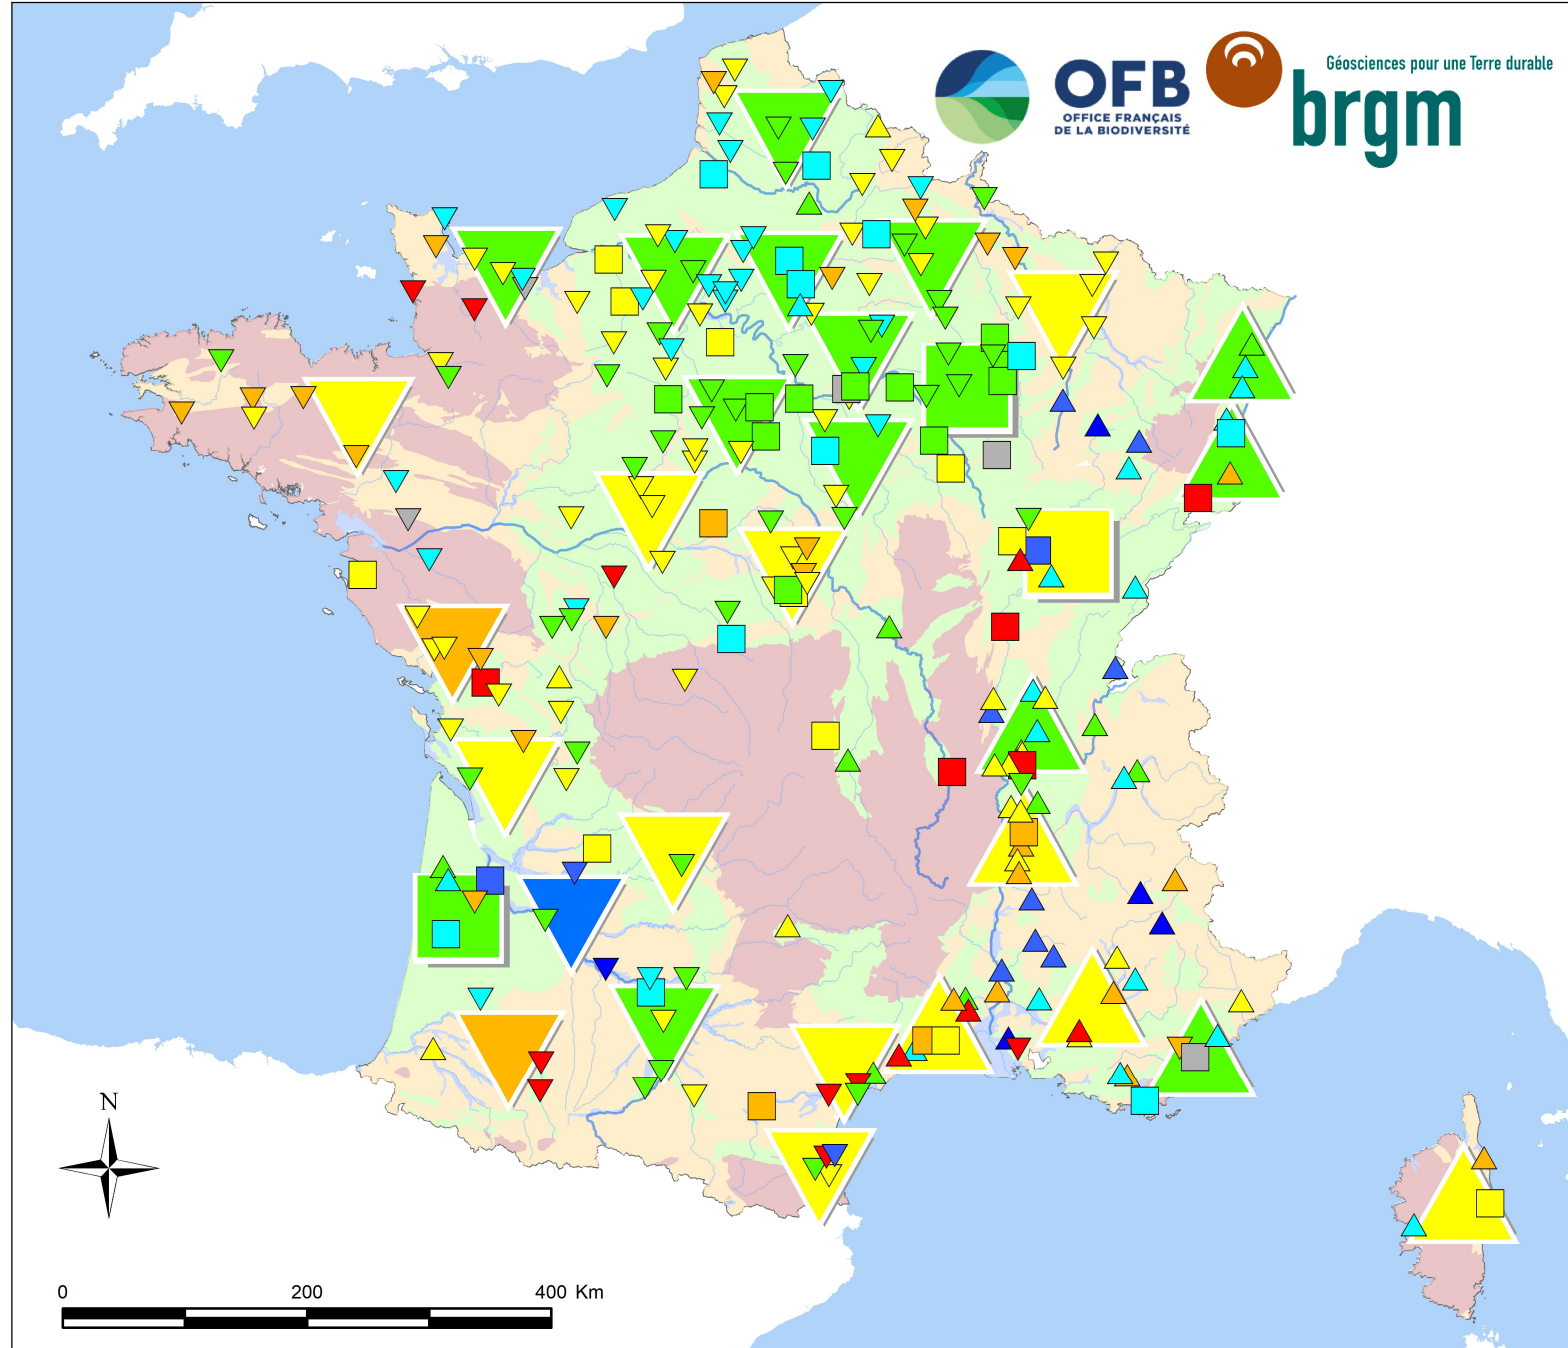 OFB
OFFICE FRANÇAIS
DE LA BIODIVERSITÉ
Géosciences pour une Terre durable
brgm
N
0 200 400 Km